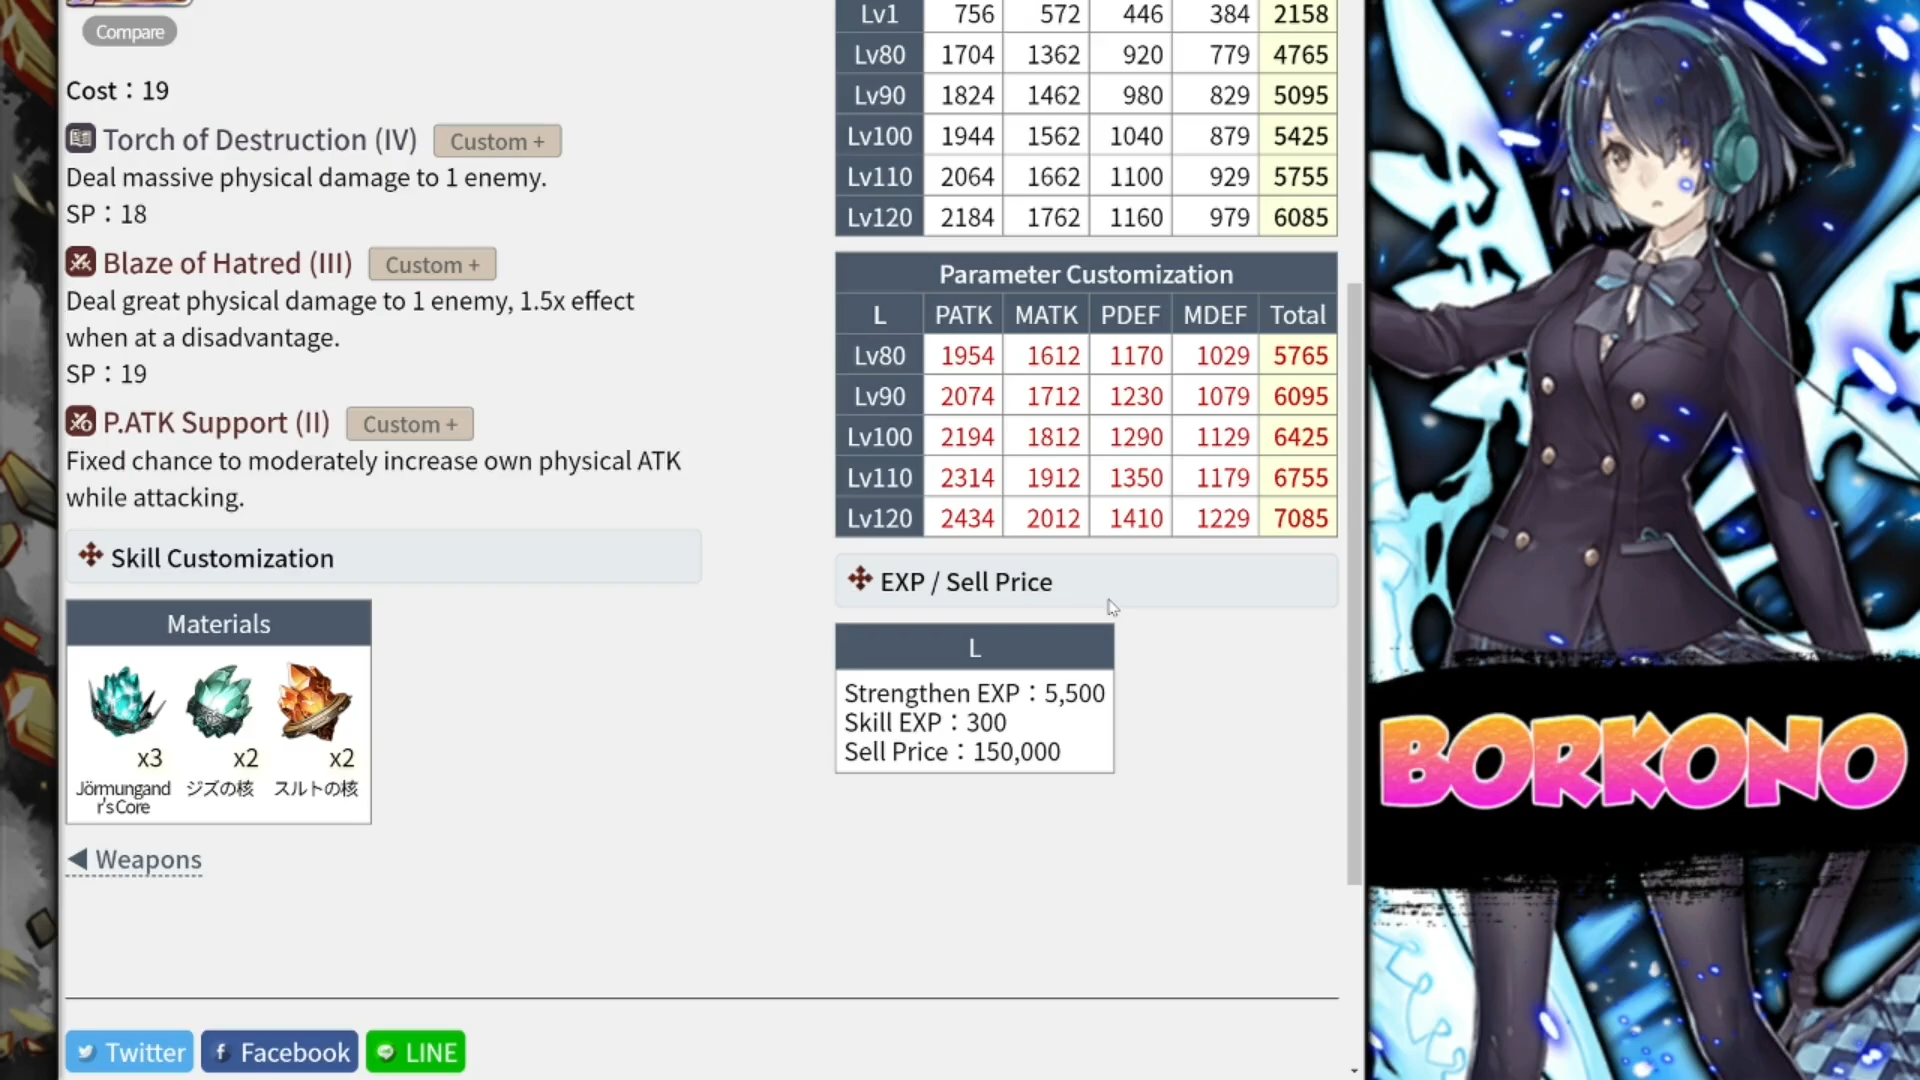 Compare
Cost：19
Torch of Destruction (IV) Custom +
Deal massive physical damage to 1 enemy.
SP：18
Blaze of Hatred (III) Custom +
Deal great physical damage to 1 enemy, 1.5x effect
when at a disadvantage.
SP：19
P.ATK Support (II) Custom +
Fixed chance to moderately increase own physical ATK
while attacking.
Skill Customization
Materials
x3 x2 x2
Jörmungand
r's Core
ジズの核
スルトの核
Weapons
Lv1 756 572 446 384 2158
Lv80 1704 1362 920 779 4765
Lv90 1824 1462 980 829 5095
Lv100 1944 1562 1040 879 5425
Lv110 2064 1662 1100 929 5755
Lv120 2184 1762 1160 979 6085
Parameter Customization
L PATK MATK PDEF MDEF Total
Lv80 1954 1612 1170 1029 5765
Lv90 2074 1712 1230 1079 6095
Lv100 2194 1812 1290 1129 6425
Lv110 2314 1912 1350 1179 6755
Lv120 2434 2012 1410 1229 7085
EXP / Sell Price
L
Strengthen EXP：5,500
Skill EXP：300
Sell Price：150,000
Twitter Facebook LINE
BORKONO